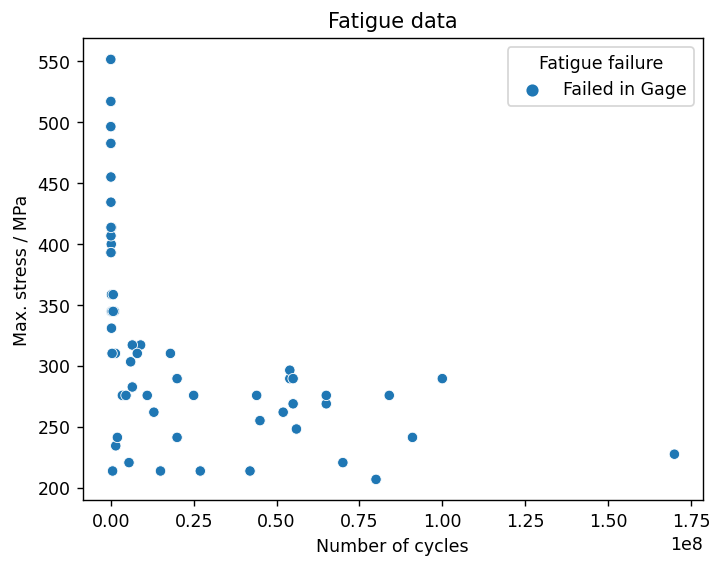 Fatigue data
Fatigue failure
Failed in Gage
Max. stress / MPa
550
500
450
400
350
300
250
200
0.00 0.25 0.50 0.75 1.00 1.25 1.50 1.75
1e8
Number of cycles